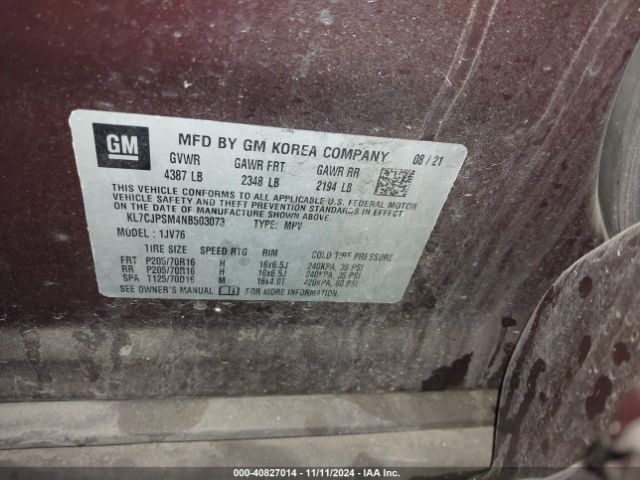 GM
MFD BY GM KOREA COMPANY 08/21
GVWR GAWR FRT GAWR RR
4387 LB 2348 LB 2194 LB
THIS VEHICLE CONFORMS TO ALL APPLICABLE U.S. FEDERAL MOTOR
VEHICLE SAFETY AND THEFT PREVENTION STANDARDS IN EFFECT ON
THE DATE OF MANUFACTURE SHOWN ABOVE.
KL7CJPSM4NB503073 TYPE: MPV
MODEL: 1JV76
TIRE SIZE SPEED RTG RIM COLD TIRE PRESSURE
FRT P205/70R16 H 16x6.5J 240KPA, 35 PSI
RR P205/70R16 H 16x6.5J 240KPA, 35 PSI
SPA T125/70D16 M 16x4.0T 420KPA, 60 PSI
SEE OWNER'S MANUAL FOR MORE INFORMATION
000-40827014 - 11/11/2024 - IAA Inc.